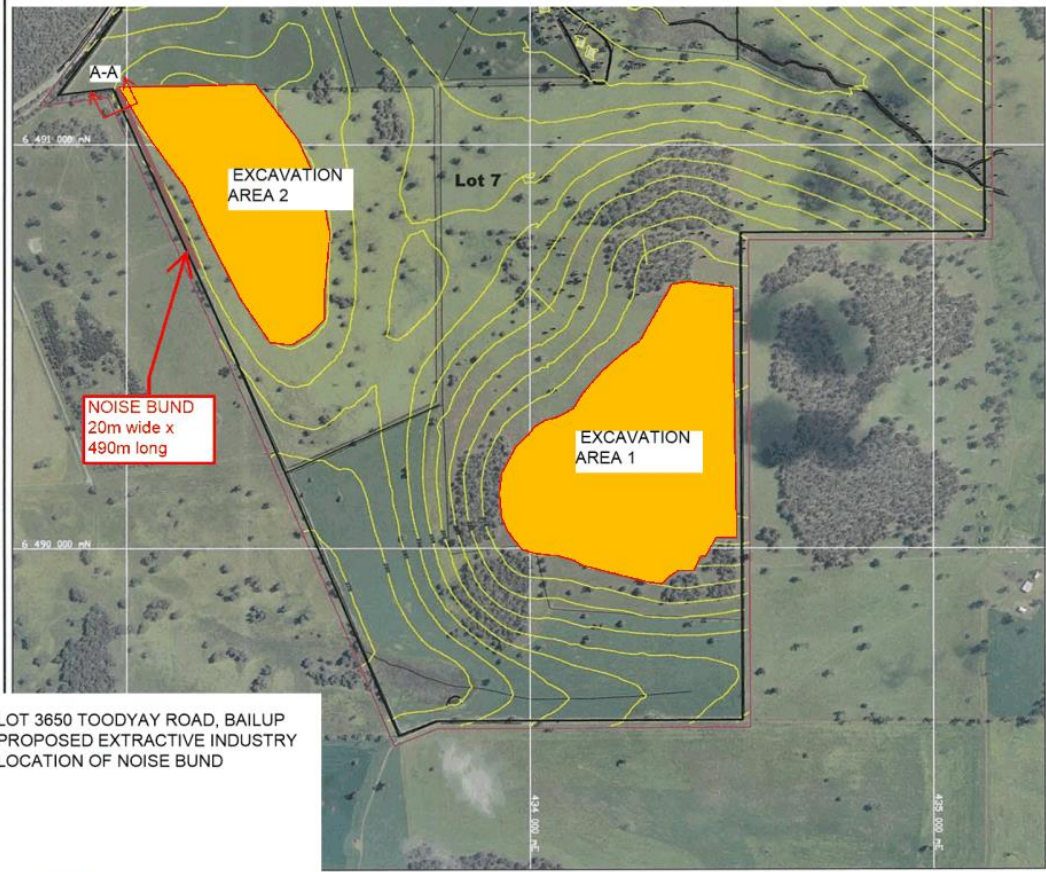 A-A
6 491 000 mN
EXCAVATION
AREA 2
Lot 7
NOISE BUND
20m wide x
490m long
EXCAVATION
AREA 1
6 490 000 mN
LOT 3650 TOODYAY ROAD, BAILUP
PROPOSED EXTRACTIVE INDUSTRY
LOCATION OF NOISE BUND
434 000 mE
435 000 mE